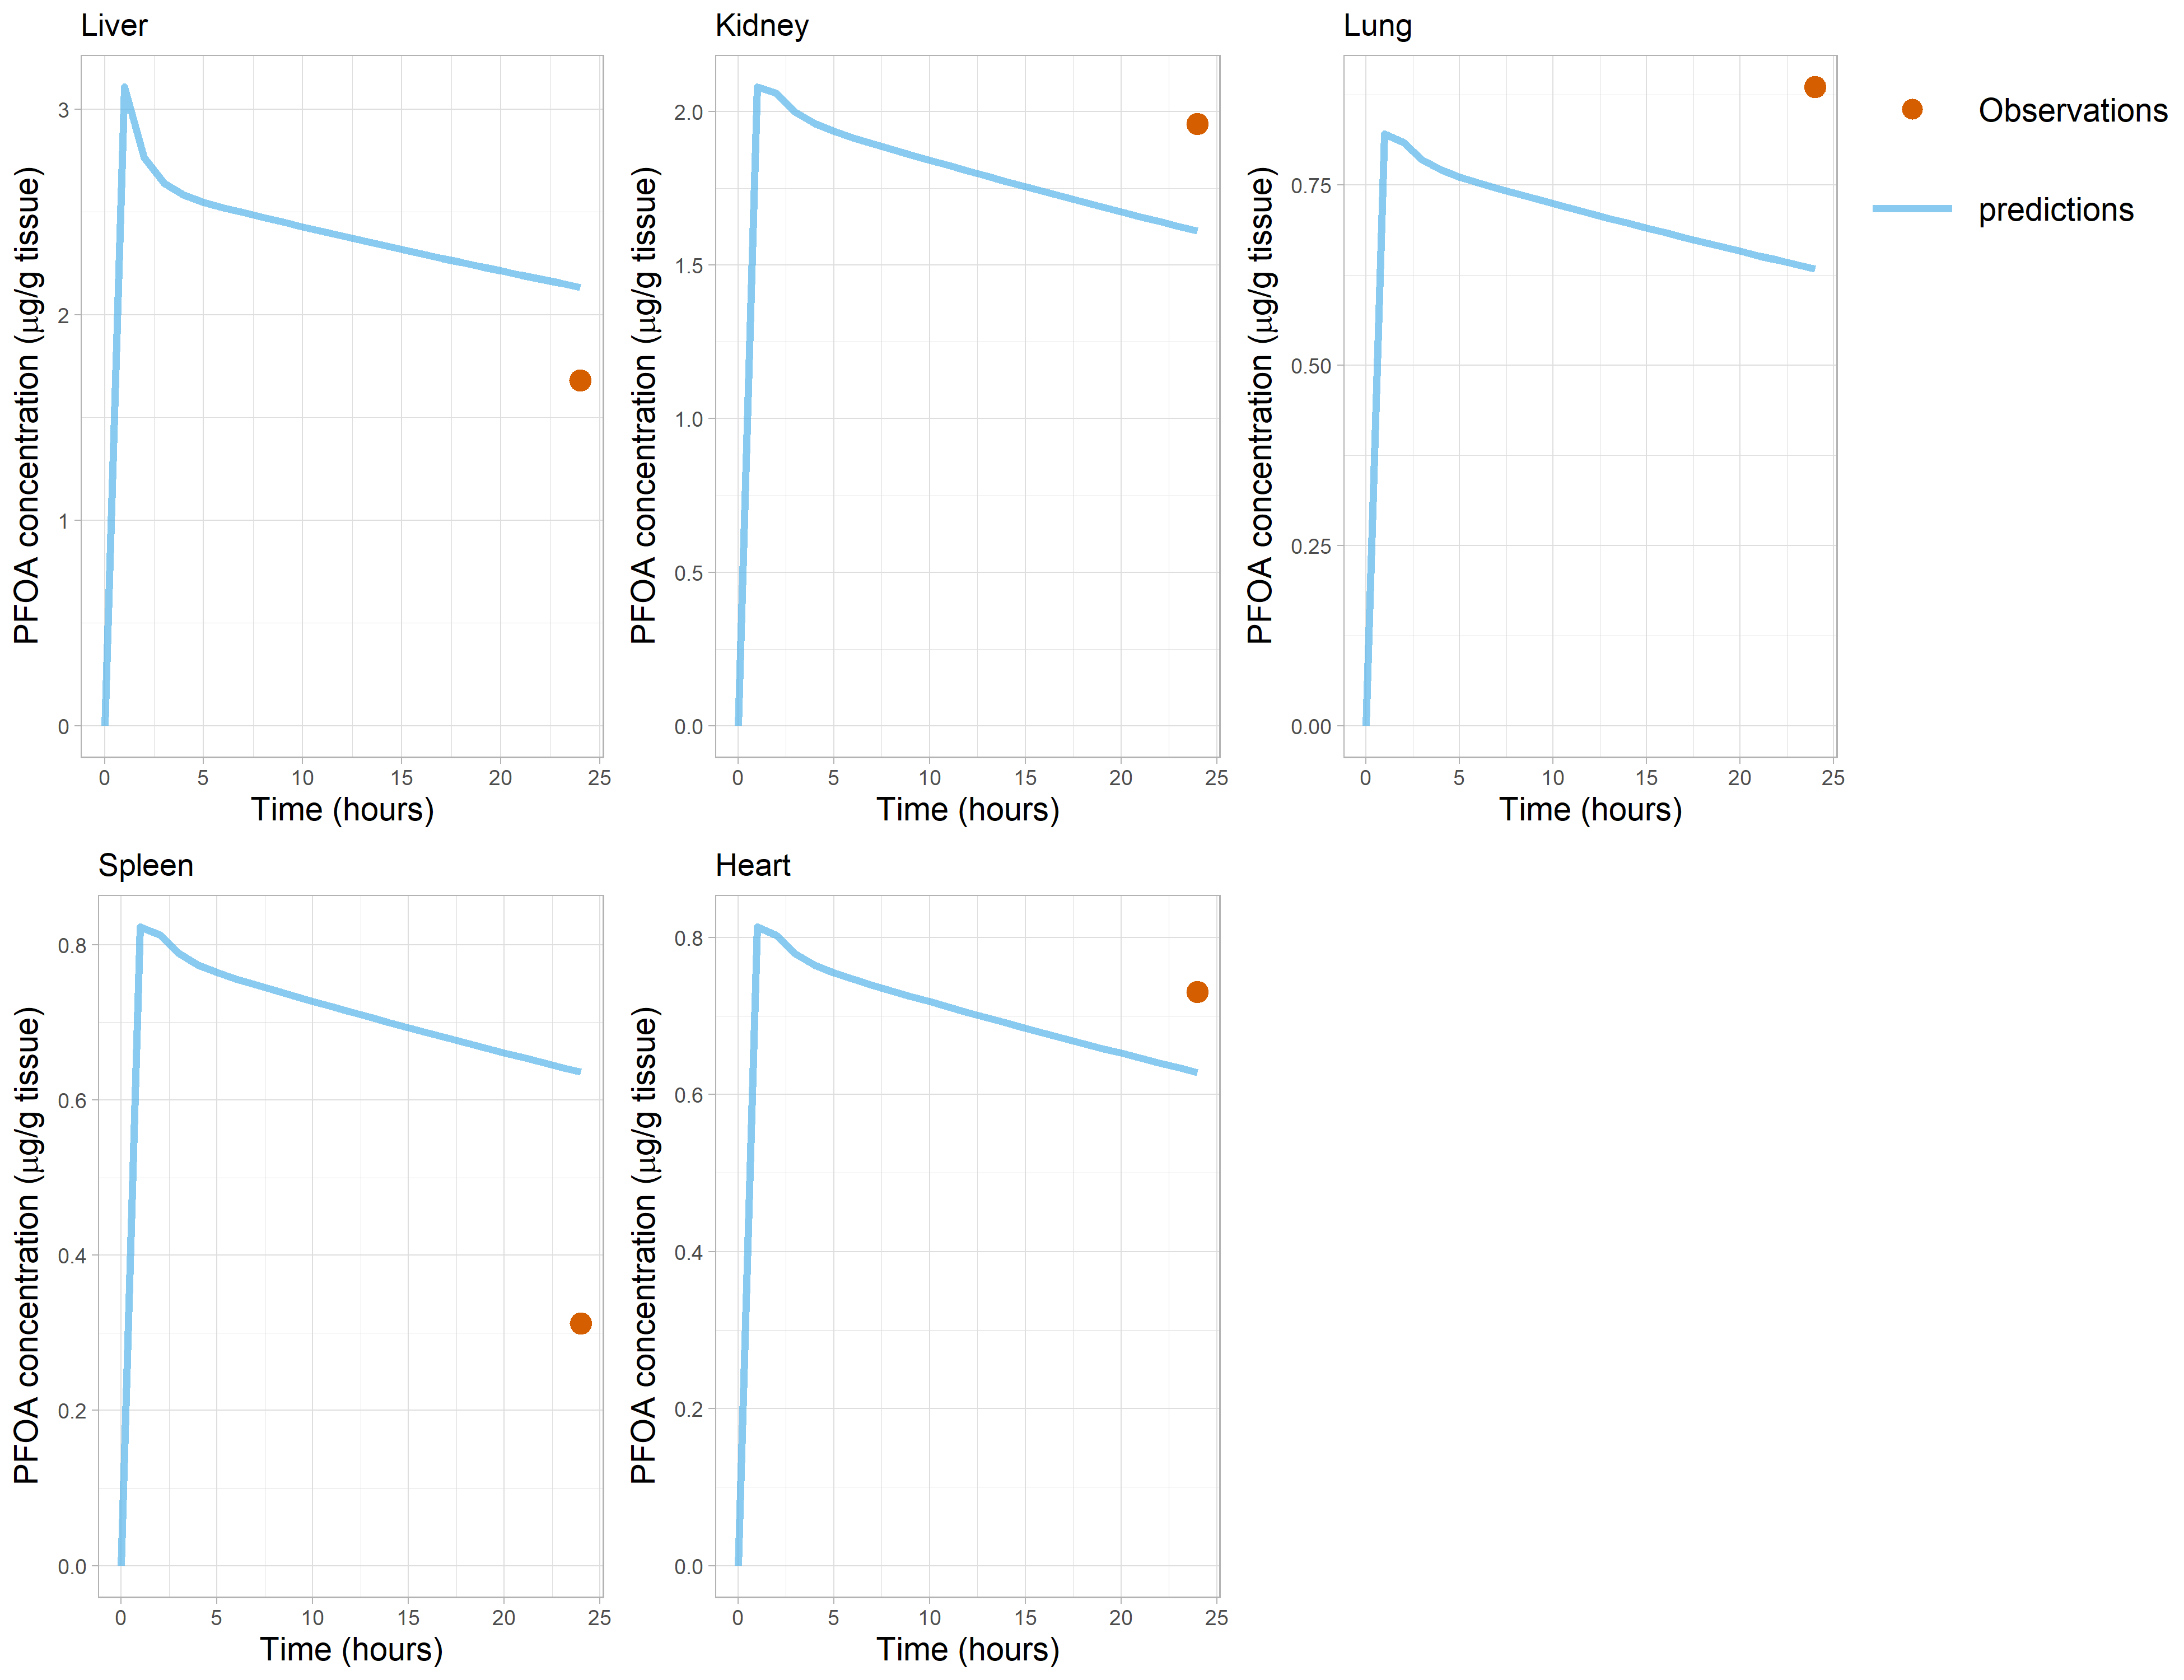 Liver
PFOA concentration (μg/g tissue)
3
2
1
0
0 5 10 15 20 25
Time (hours)
Kidney
PFOA concentration (μg/g tissue)
2.0
1.5
1.0
0.5
0.0
0 5 10 15 20 25
Time (hours)
Lung
PFOA concentration (μg/g tissue)
0.75
0.50
0.25
0.00
0 5 10 15 20 25
Time (hours)
Observations
predictions
Spleen
PFOA concentration (μg/g tissue)
0.8
0.6
0.4
0.2
0.0
0 5 10 15 20 25
Time (hours)
Heart
PFOA concentration (μg/g tissue)
0.8
0.6
0.4
0.2
0.0
0 5 10 15 20 25
Time (hours)